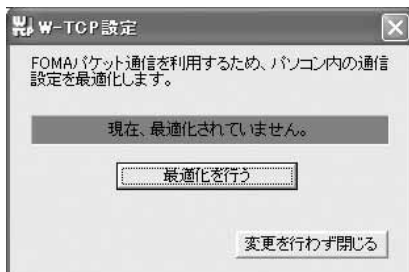 W-TCP設定
FOMAパケット通信を利用するため、パソコン内の通信
設定を最適化します。
現在、最適化されていません。
最適化を行う
変更を行わず閉じる